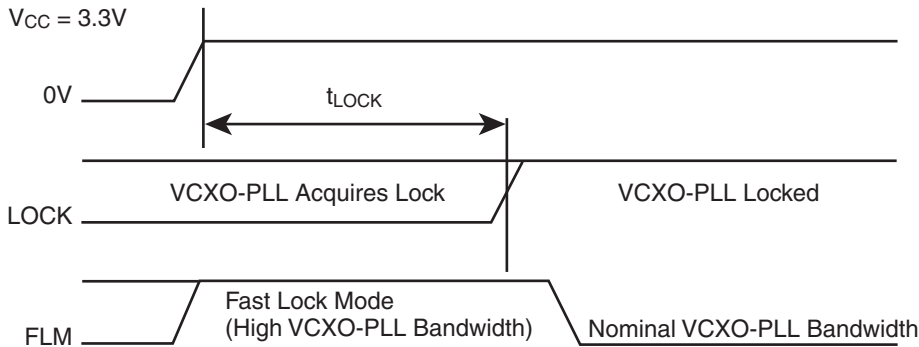 VCC = 3.3V
0V
tLOCK
VCXO-PLL Acquires Lock
VCXO-PLL Locked
LOCK
Fast Lock Mode
(High VCXO-PLL Bandwidth)
Nominal VCXO-PLL Bandwidth
FLM